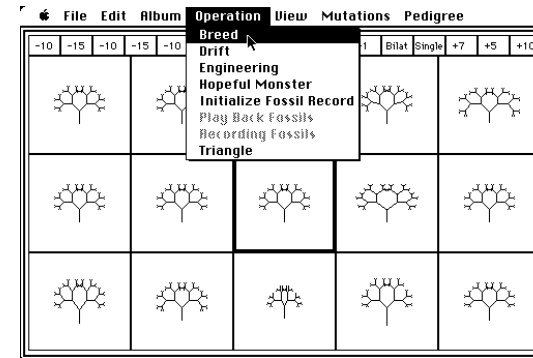 File Edit Album Operation View Mutations Pedigree
-10 -15 -10 -15 -10 1 Bilat Single +7 +5 +10
Breed
Drift
Engineering
Hopeful Monster
Initialize Fossil Record
Play Back Fossils
Recording Fossils
Triangle